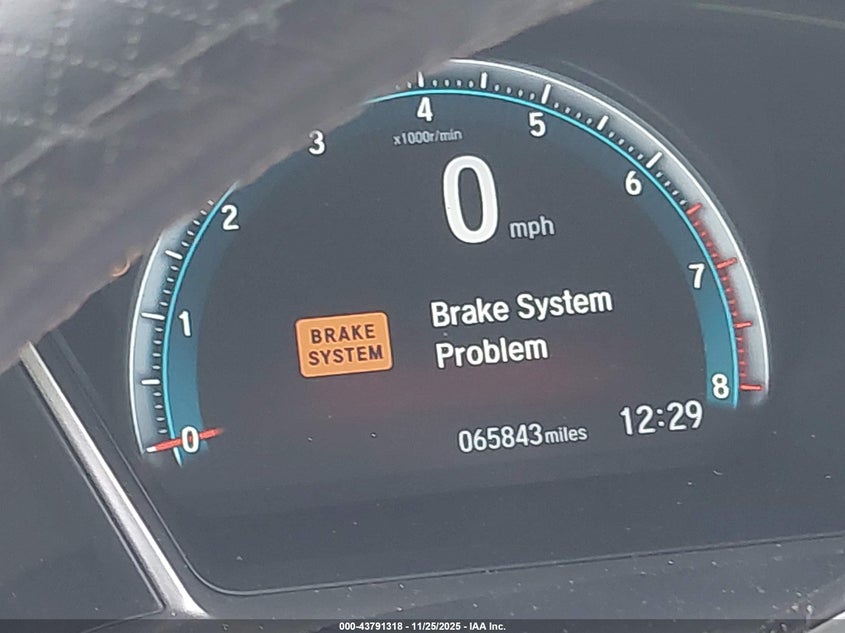 4
3
5
x1000r/min
0 mph
6
2
7
1
Brake System
BRAKE
SYSTEM
Problem
8
0
065843miles
12:29
000-43791318 - 11/25/2025 - IAA Inc.